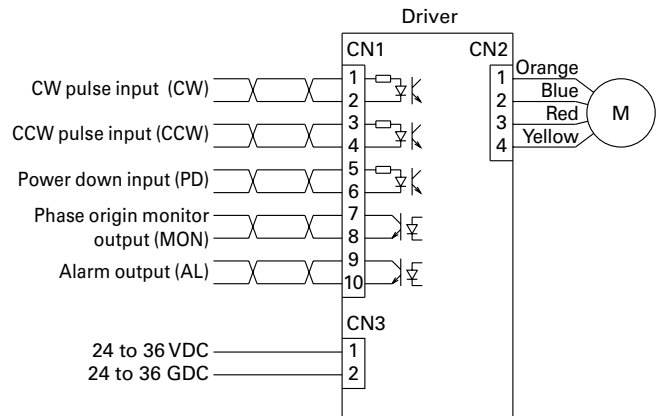 Driver
CN1
CN2
CW pulse input (CW)
1
2
CCW pulse input (CCW)
3
4
Power down input (PD)
5
6
Phase origin monitor
output (MON)
7
8
Alarm output (AL)
9
10
1 Orange
2 Blue
3 Red
4 Yellow
M
CN3
24 to 36 VDC 1
24 to 36 GDC 2